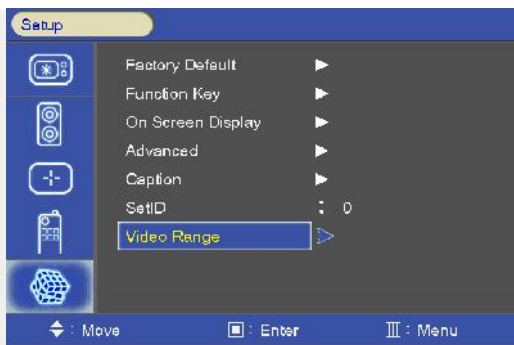 Setup
Factory Default
Function Key
On Screen Display
Advanced
Caption
SetID : 0
Video Range
: Move : Enter : Menu